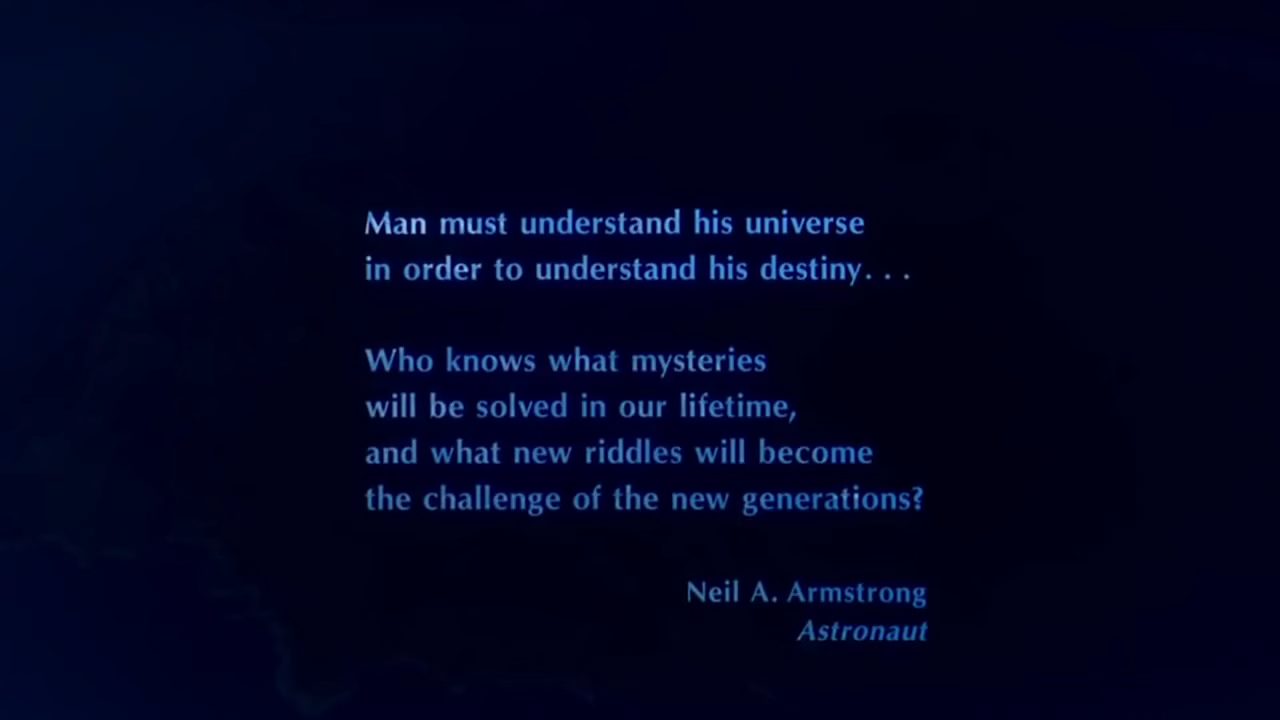 Man must understand his universe
in order to understand his destiny. . .
Who knows what mysteries
will be solved in our lifetime,
and what new riddles will become
the challenge of the new generations?
Neil A. Armstrong
Astronaut